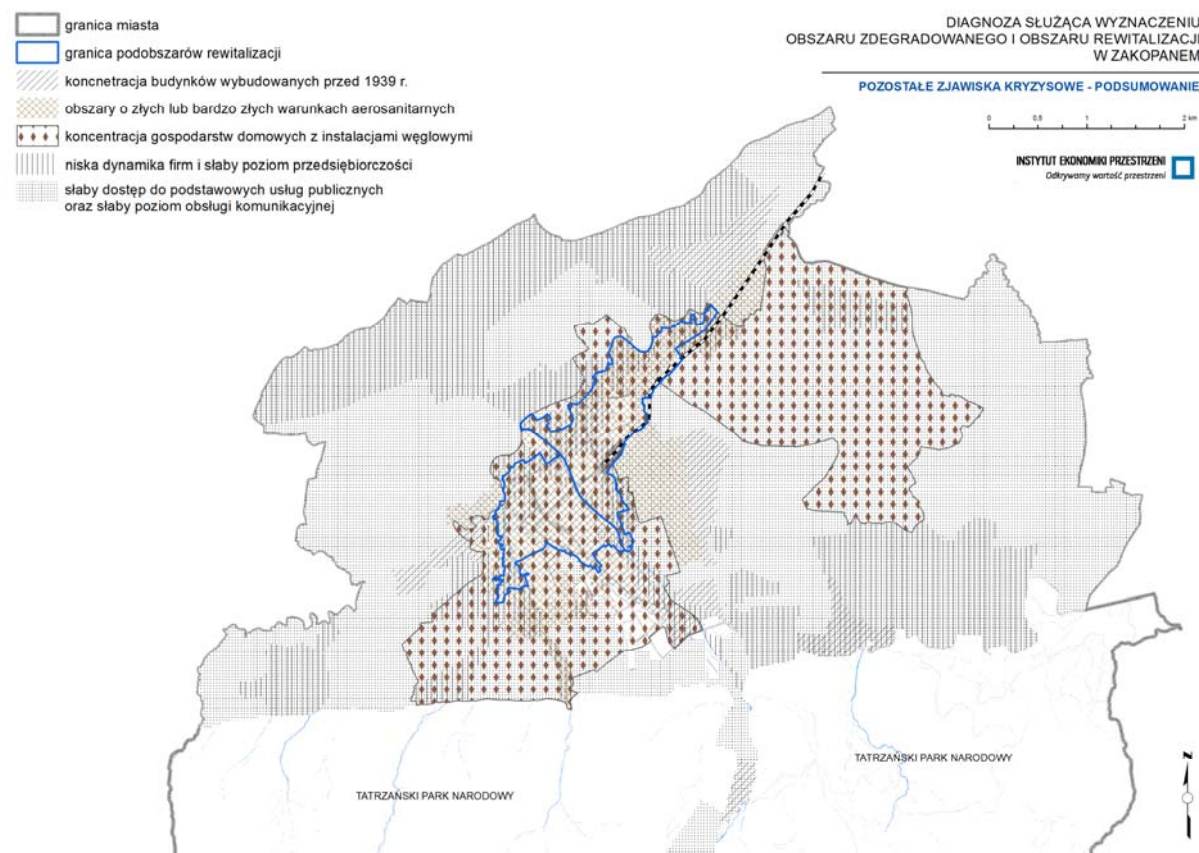 granica miasta
granica podobszarów rewitalizacji
koncnetracja budynków wybudowanych przed 1939 r.
obszary o złych lub bardzo złych warunkach aerosanitarnych
koncentracja gospodarstw domowych z instalacjami węglowymi
niska dynamika firm i słaby poziom przedsiębiorczości
słaby dostęp do podstawowych usług publicznych
oraz słaby poziom obsługi komunikacyjnej
DIAGNOZA SŁUŻĄCA WYZNACZENIU
OBSZARU ZDEGRADOWANEGO I OBSZARU REWITALIZACJI
W ZAKOPANEM
POZOSTAŁE ZJAWISKA KRYZYSOWE - PODSUMOWANIE
0 0,5 1 2 km
INSTYTUT EKONOMIKI PRZESTRZENI
Odkrywamy wartość przestrzeni
TATRZAŃSKI PARK NARODOWY
TATRZAŃSKI PARK NARODOWY
N